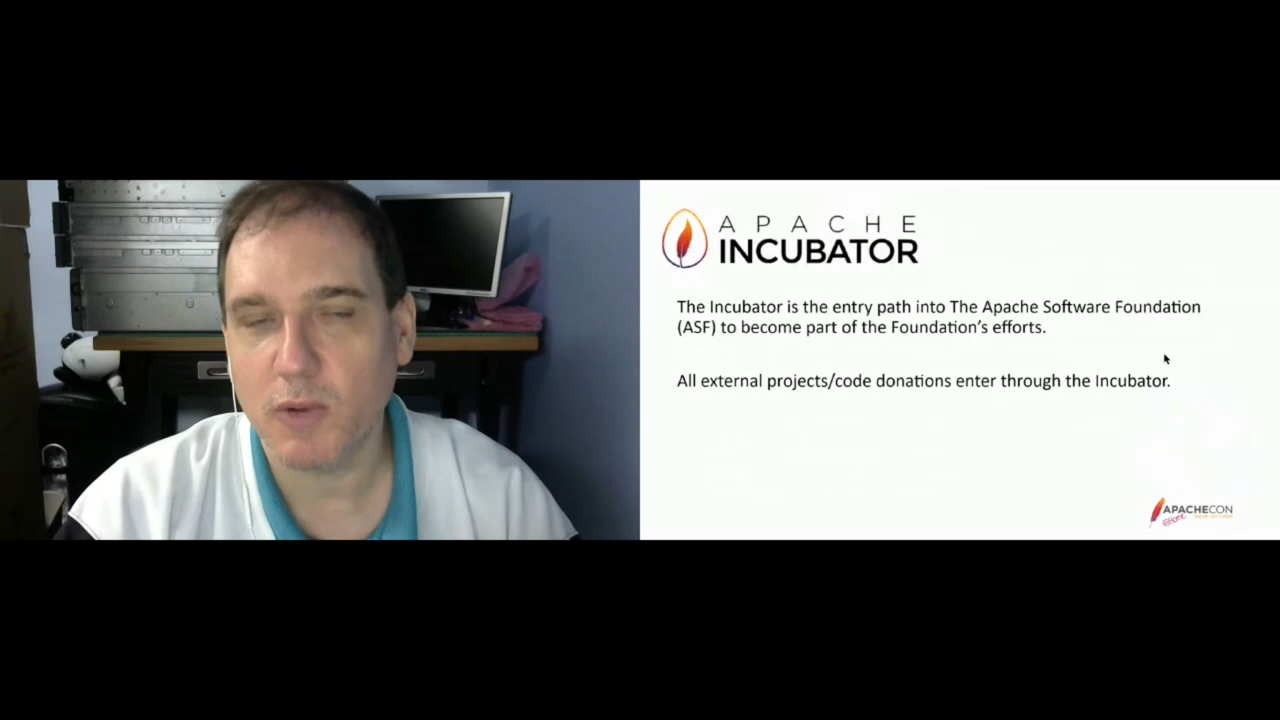 APACHE
INCUBATOR
The Incubator is the entry path into The Apache Software Foundation
(ASF) to become part of the Foundation’s efforts.
All external projects/code donations enter through the Incubator.
APACHECON
@Home